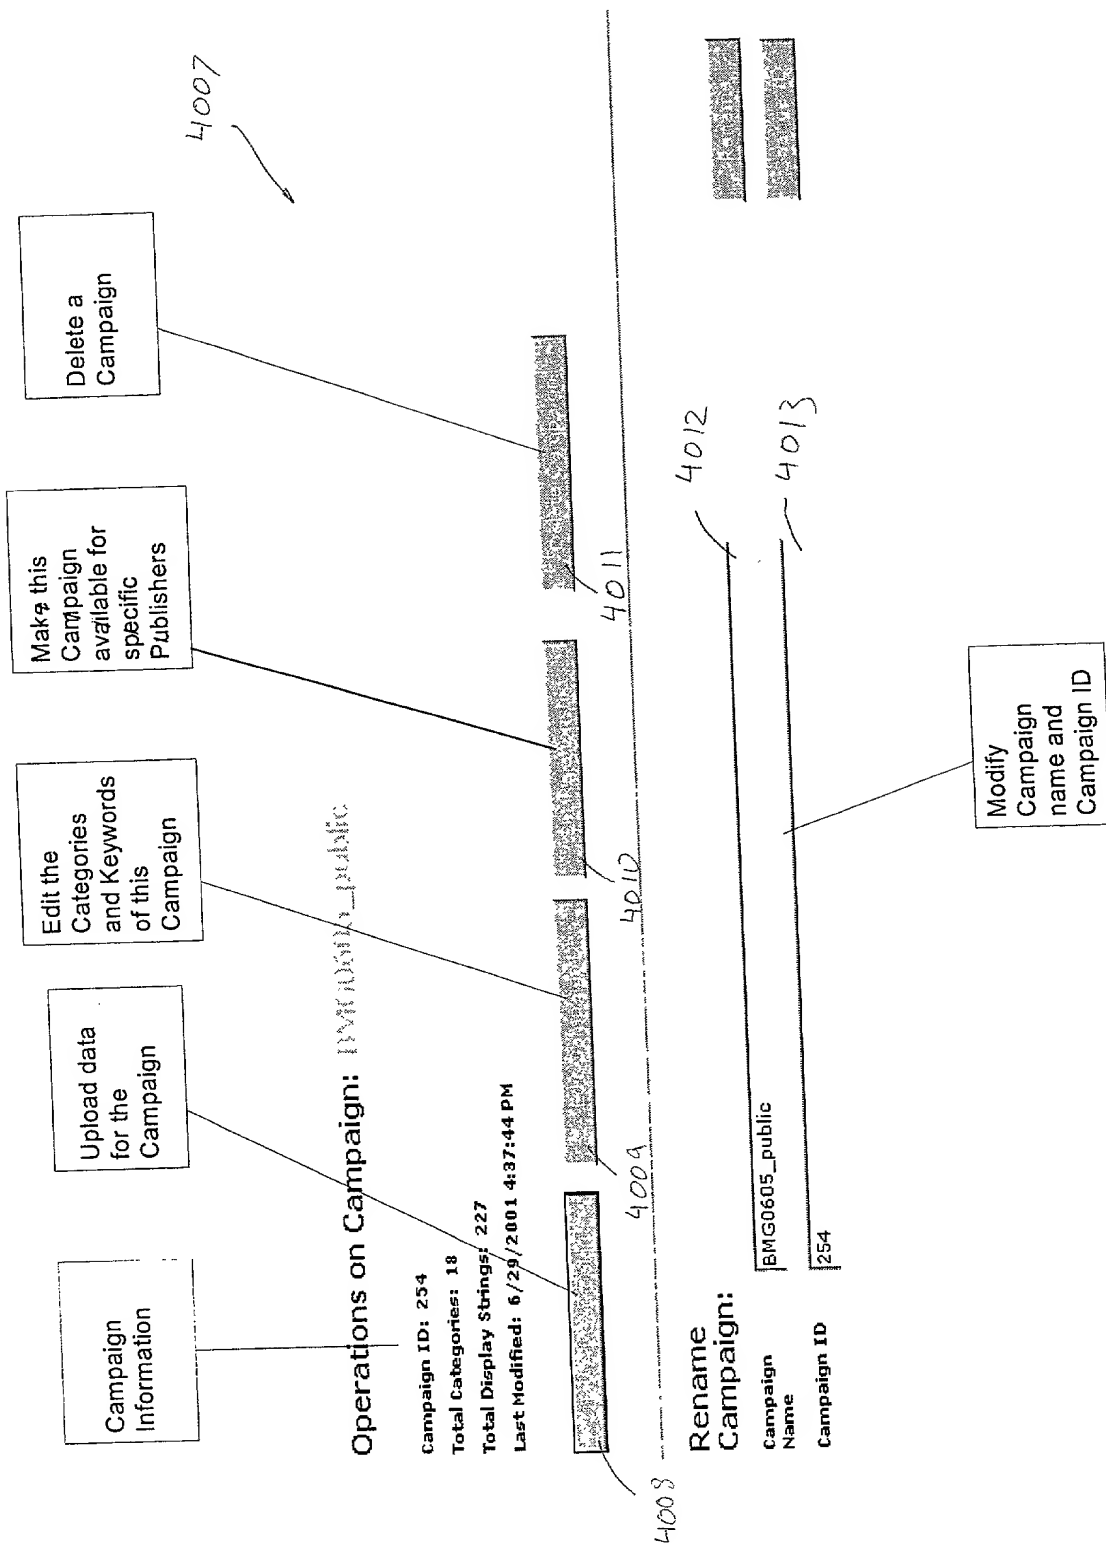 Campaign
Information
Upload data
for the
Campaign
Edit the
Categories
and Keywords
of this
Campaign
Make this
Campaign
available for
specific
Publishers
Delete a
Campaign
4007
Operations on Campaign:
Campaign ID: 254
Total Categories: 18
Total Display Strings: 227
Last Modified: 6/29/2001 4:37:44 PM
4008
4009
4010
4011
Rename
Campaign:
Campaign
Name
BMG0605_public
4012
Campaign ID
254
4013
Modify
Campaign
name and
Campaign ID